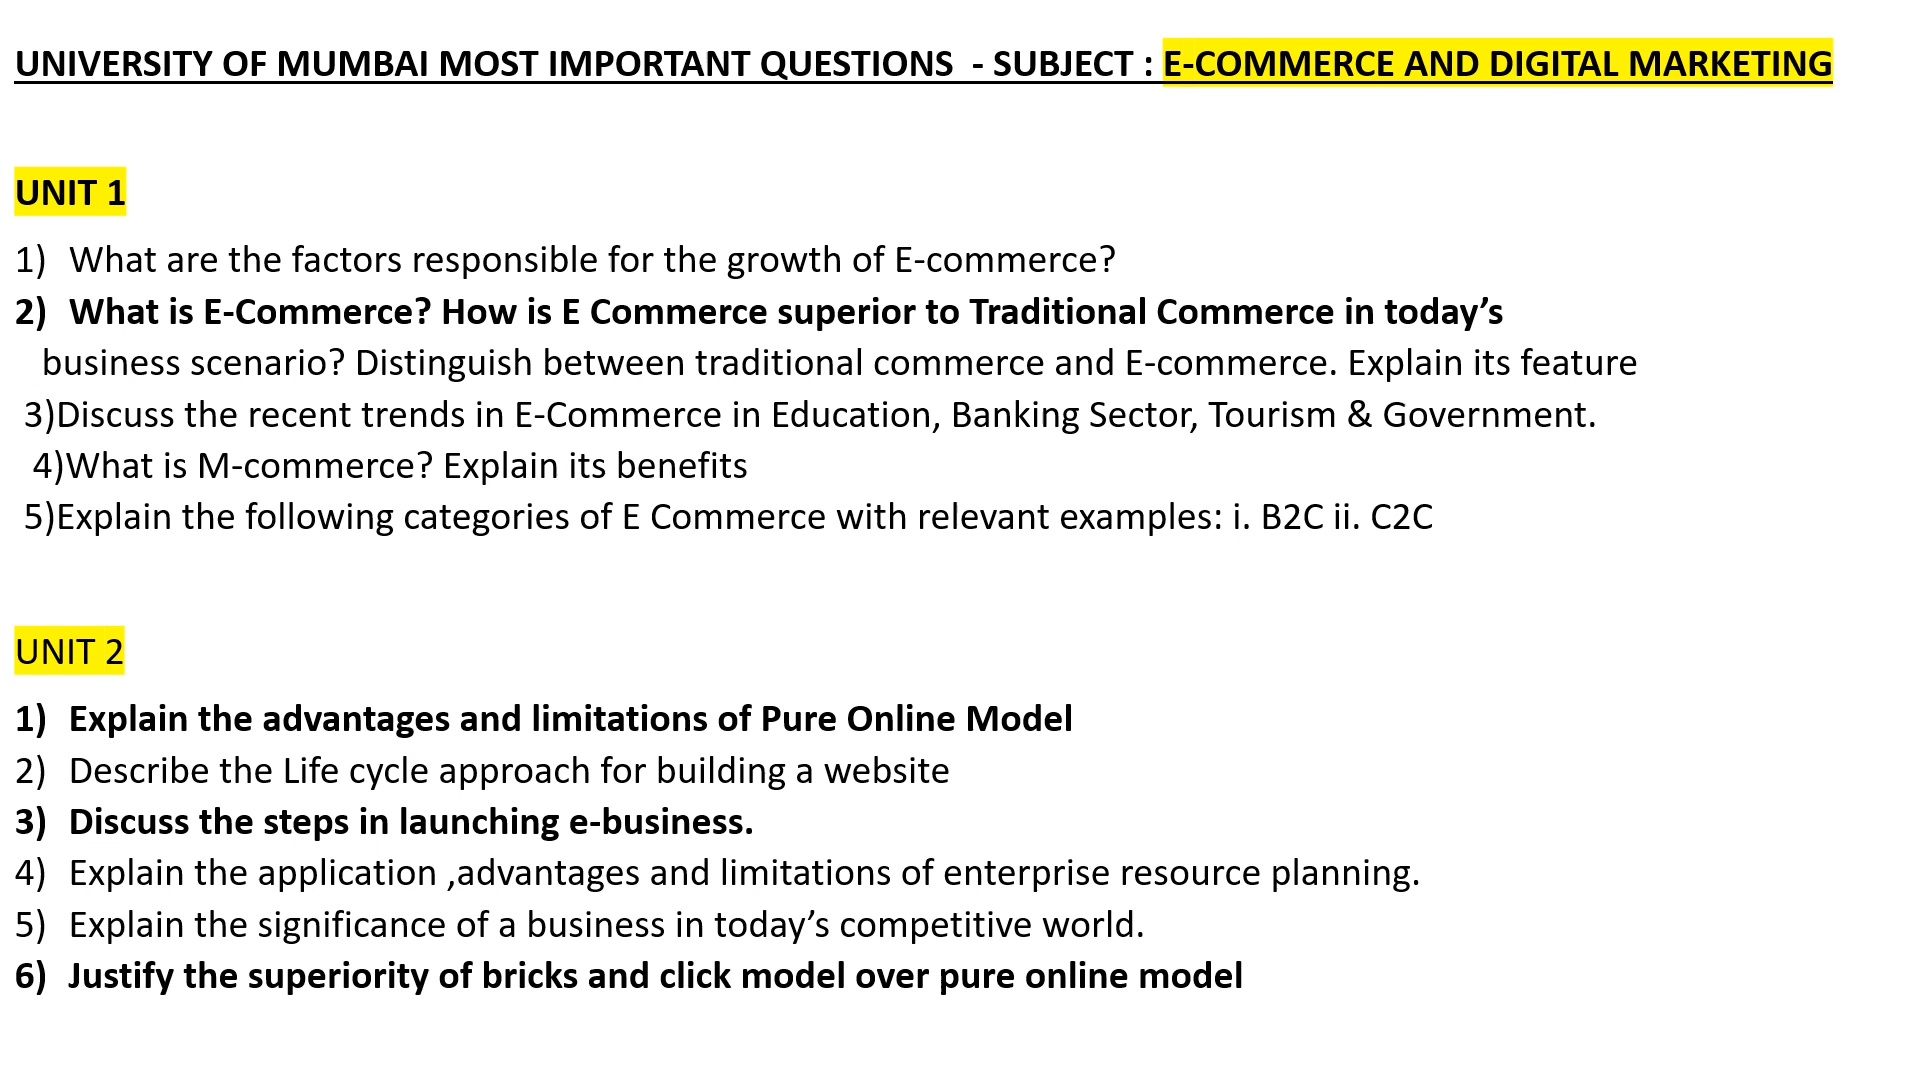 UNIVERSITY OF MUMBAI MOST IMPORTANT QUESTIONS - SUBJECT : E-COMMERCE AND DIGITAL MARKETING
UNIT 1
1) What are the factors responsible for the growth of E-commerce?
2) What is E-Commerce? How is E Commerce superior to Traditional Commerce in today’s
business scenario? Distinguish between traditional commerce and E-commerce. Explain its feature
3)Discuss the recent trends in E-Commerce in Education, Banking Sector, Tourism & Government.
4)What is M-commerce? Explain its benefits
5)Explain the following categories of E Commerce with relevant examples: i. B2C ii. C2C
UNIT 2
1) Explain the advantages and limitations of Pure Online Model
2) Describe the Life cycle approach for building a website
3) Discuss the steps in launching e-business.
4) Explain the application ,advantages and limitations of enterprise resource planning.
5) Explain the significance of a business in today’s competitive world.
6) Justify the superiority of bricks and click model over pure online model